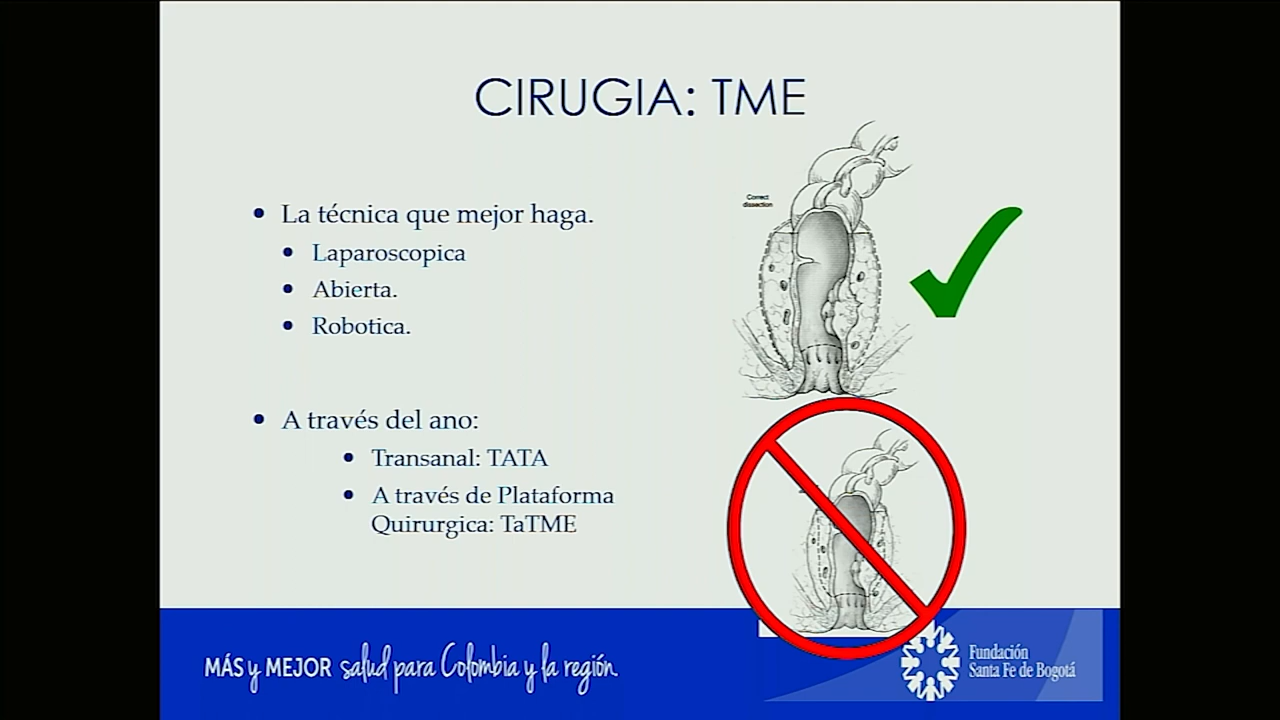 CIRUGIA: TME
La técnica que mejor haga.
Laparoscopica
Abierta.
Robotica.
A través del ano:
Transanal: TATA
A través de Plataforma
Quirurgica: TaTME
Correct
dissection
MÁS y MEJOR salud para Colombia y la región.
Fundación
Santa Fe de Bogotá